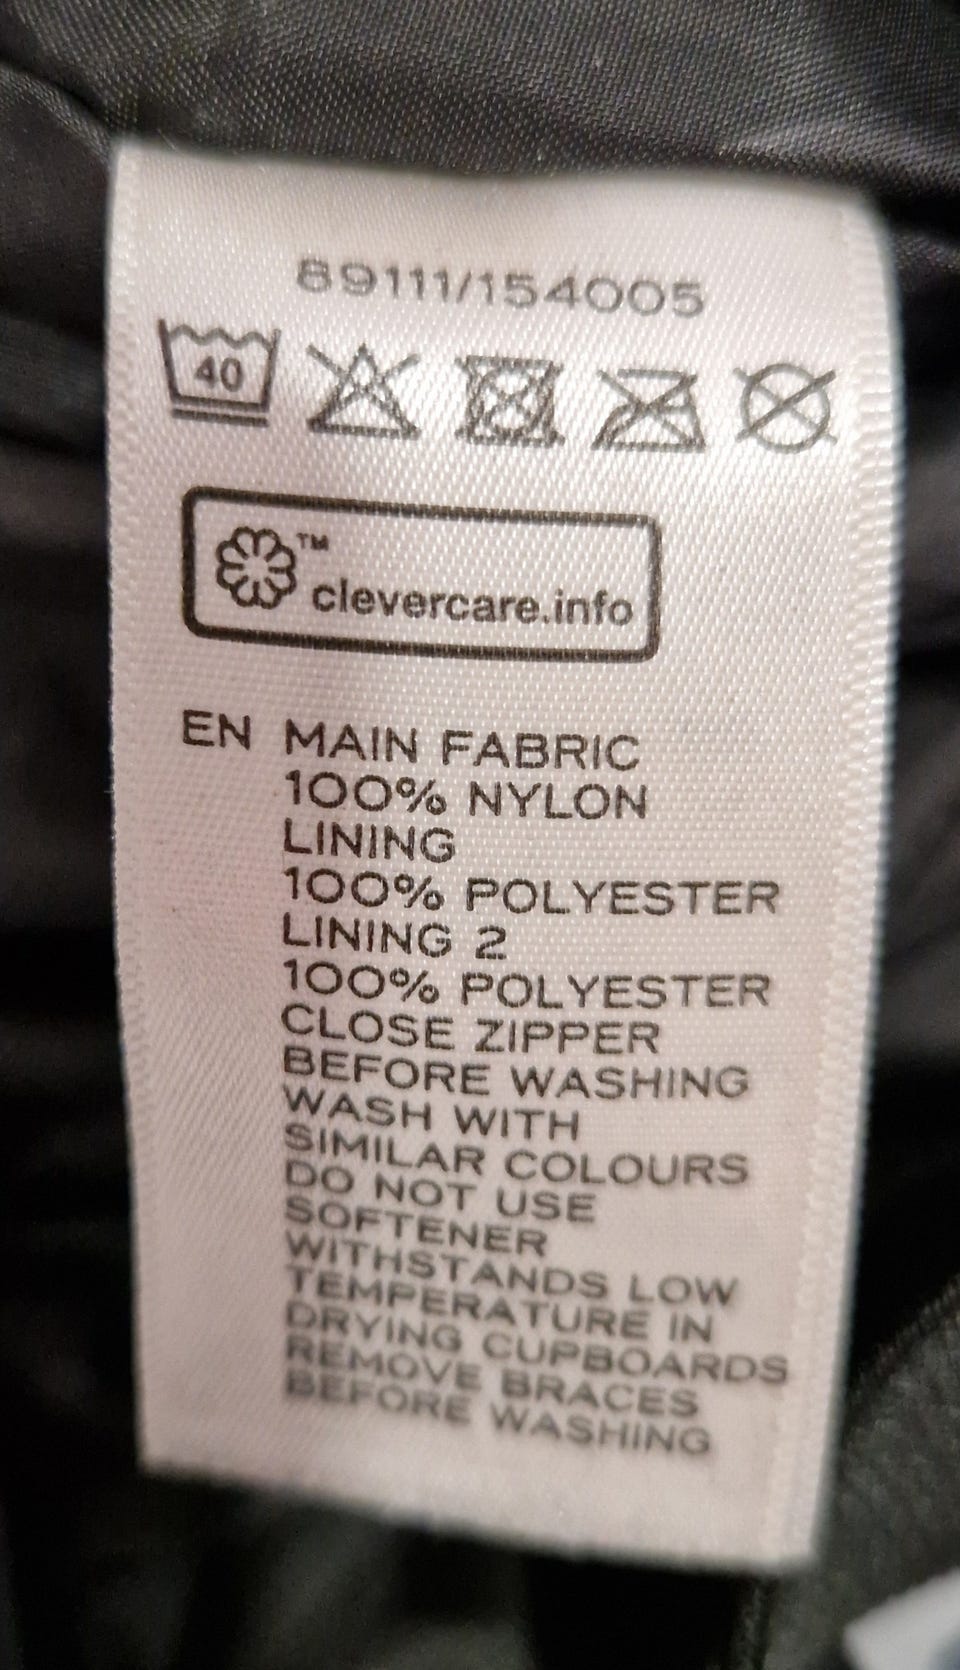 89111/154005
40
™
clevercare.info
EN MAIN FABRIC
100% NYLON
LINING
100% POLYESTER
LINING 2
100% POLYESTER
CLOSE ZIPPER
BEFORE WASHING
WASH WITH
SIMILAR COLOURS
DO NOT USE
SOFTENER
WITHSTANDS LOW
TEMPERATURE IN
DRYING CUPBOARDS
REMOVE BRACES
BEFORE WASHING